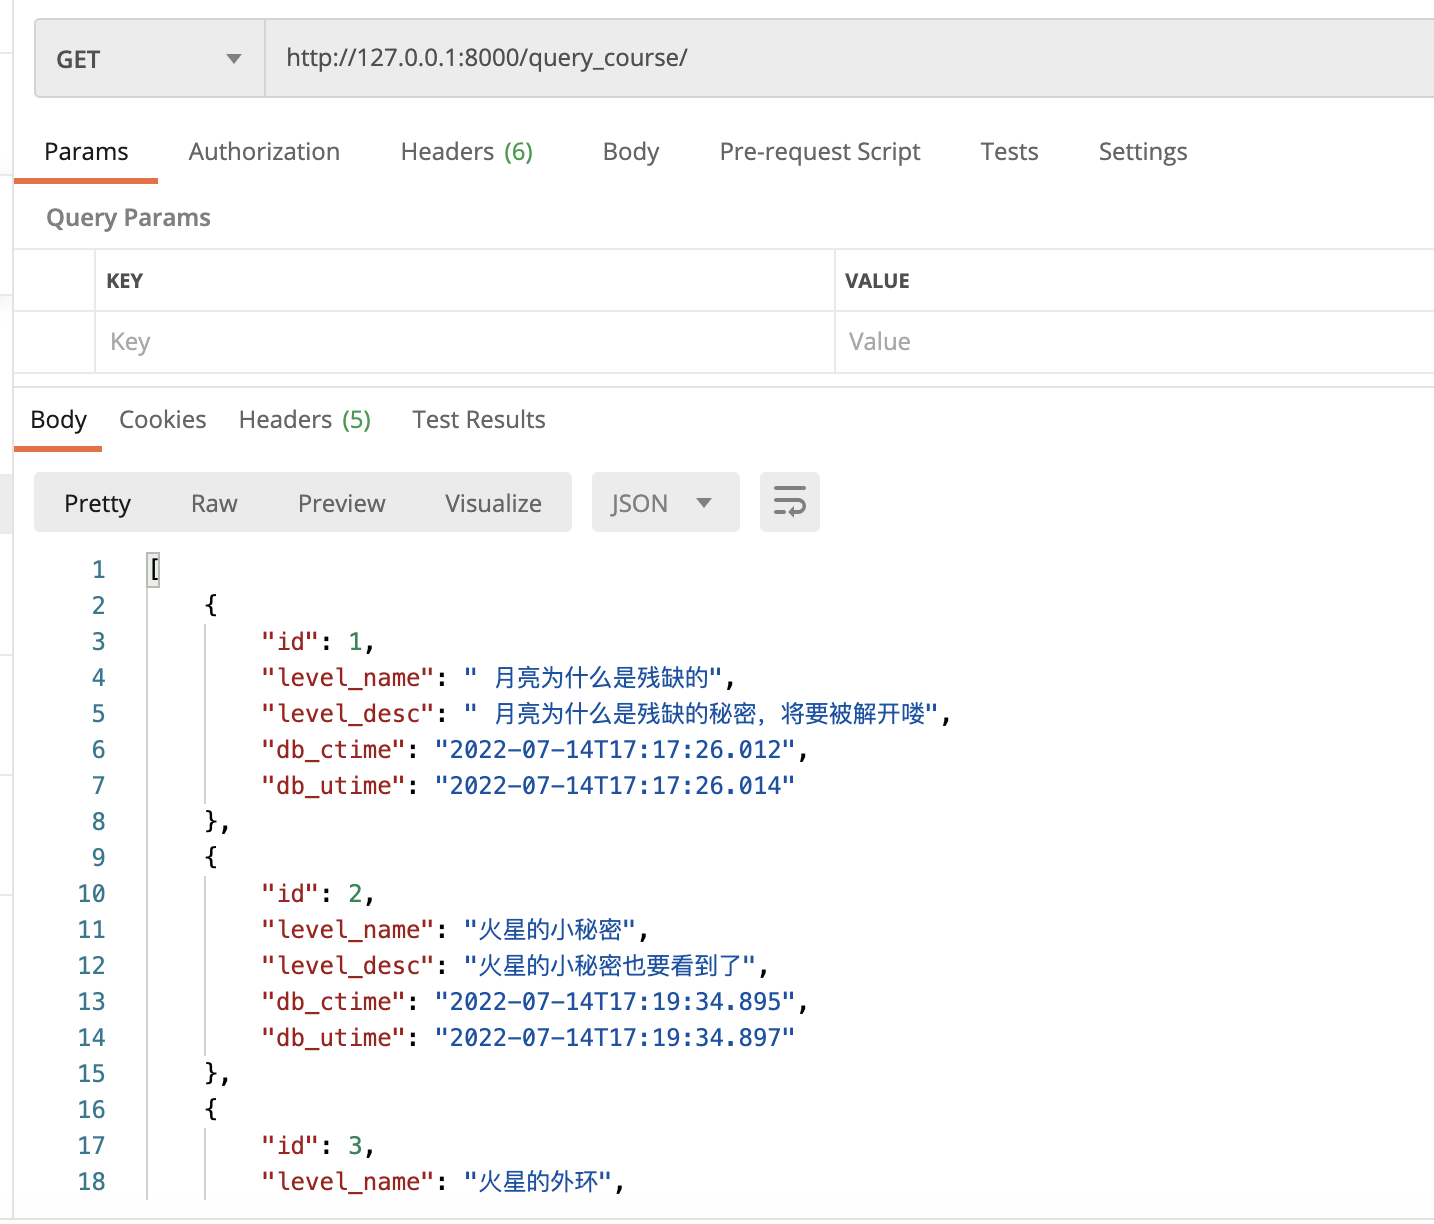 GET http://127.0.0.1:8000/query_course/
Params Authorization Headers (6) Body Pre-request Script Tests Settings
Query Params
KEY VALUE
Key Value
Body Cookies Headers (5) Test Results
Pretty Raw Preview Visualize JSON
1 [
2 {
3 "id": 1,
4 "level_name": " 月亮为什么是残缺的",
5 "level_desc": " 月亮为什么是残缺的秘密，将要被解开喽",
6 "db_ctime": "2022-07-14T17:17:26.012",
7 "db_utime": "2022-07-14T17:17:26.014"
8 },
9 {
10 "id": 2,
11 "level_name": "火星的小秘密",
12 "level_desc": "火星的小秘密也要看到了",
13 "db_ctime": "2022-07-14T17:19:34.895",
14 "db_utime": "2022-07-14T17:19:34.897"
15 },
16 {
17 "id": 3,
18 "level_name": "火星的外环",